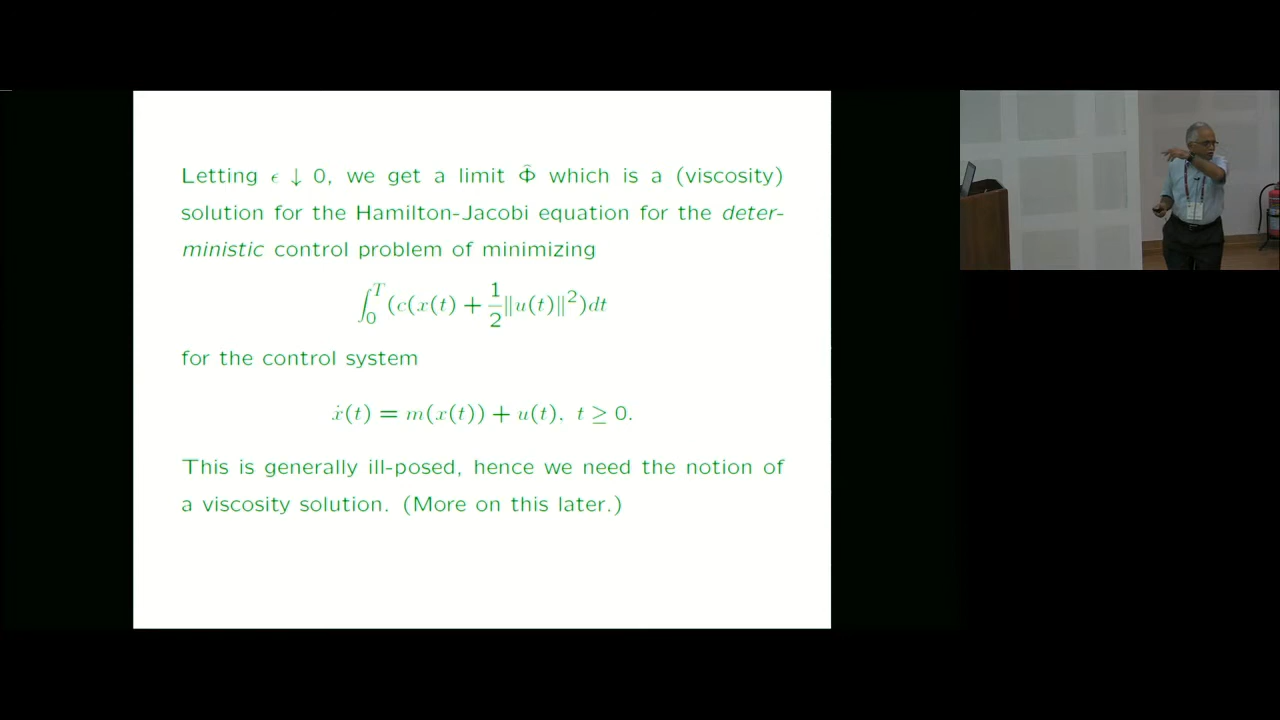 Letting ϵ ↓ 0, we get a limit Φ̂ which is a (viscosity)
solution for the Hamilton-Jacobi equation for the deter-
ministic control problem of minimizing
∫₀ᵀ (c(x(t) + 1/2 ‖u(t)‖²)dt
for the control system
ẋ(t) = m(x(t)) + u(t), t ≥ 0.
This is generally ill-posed, hence we need the notion of
a viscosity solution. (More on this later.)